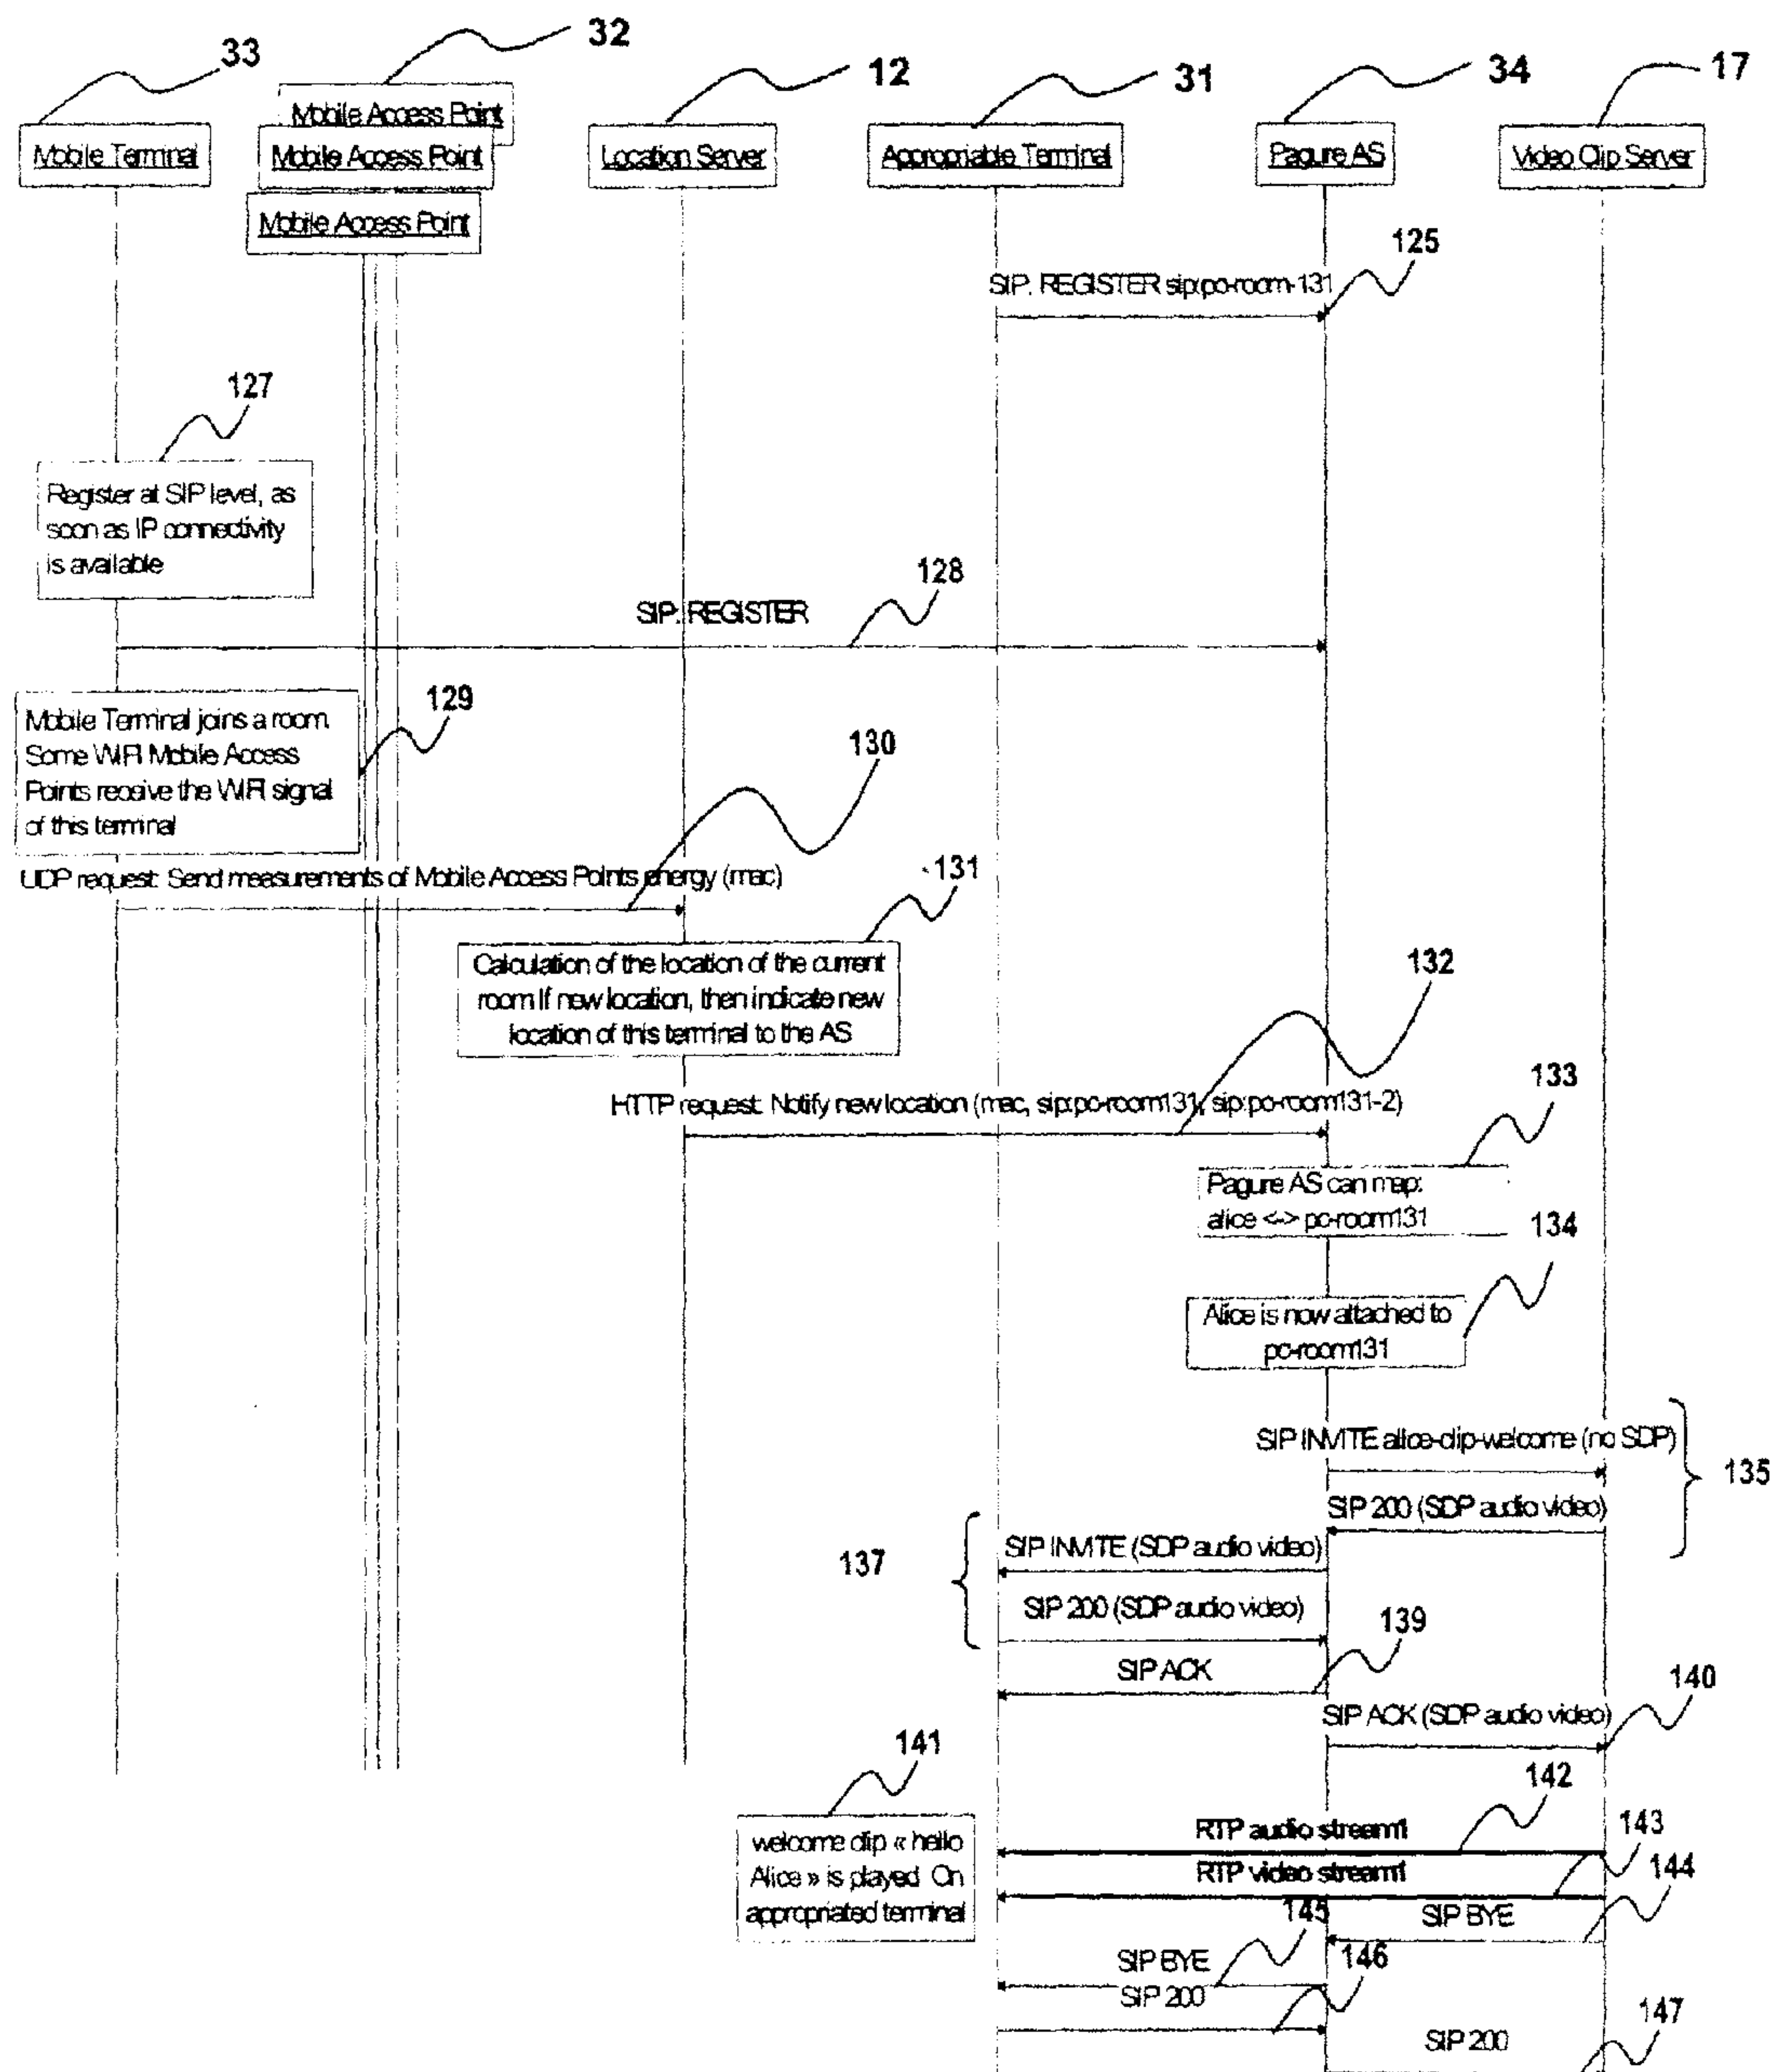 33
32
12
31
34
17
Mobile Access Point
Mobile Terminal
Mobile Access Point
Location Server
Appropriable Terminal
Pagure AS
Video Clip Server
Mobile Access Point
125
SIP: REGISTER sip:pc-room-131
127
Register at SIP level, as
soon as IP connectivity
is available
128
SIP: REGISTER
129
Mobile Terminal joins a room.
Some WIFI Mobile Access
Points receive the WIFI signal
of this terminal
130
UDP request: Send measurements of Mobile Access Points energy (mac)
131
Calculation of the location of the current
room If new location, then indicate new
location of this terminal to the AS
132
HTTP request: Notify new location (mac, sip:pc-room131, sip:pc-room131-2)
133
Pagure AS can map:
alice <-> pc-room131
134
Alice is now attached to
pc-room131
SIP INVITE alice-clip-welcome (no SDP)
135
SIP 200 (SDP audio video)
137
SIP INVITE (SDP audio video)
SIP 200 (SDP audio video)
139
SIP ACK
140
SIP ACK (SDP audio video)
141
welcome clip « hello
Alice » is played On
appropriated terminal
142
RTP audio stream1
143
RTP video stream1
144
SIP BYE
145
SIP BYE
146
SIP 200
147
SIP 200